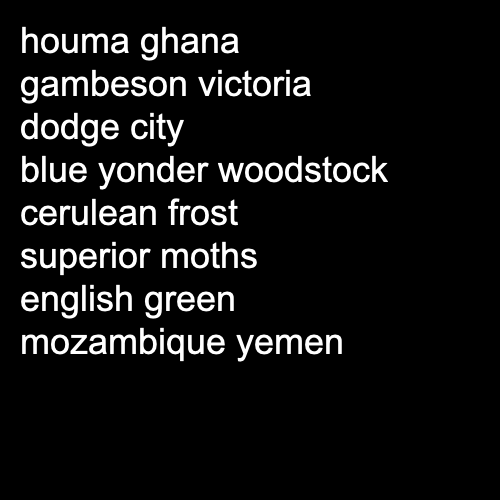 houma ghana
gambeson victoria
dodge city
blue yonder woodstock
cerulean frost
superior moths
english green
mozambique yemen